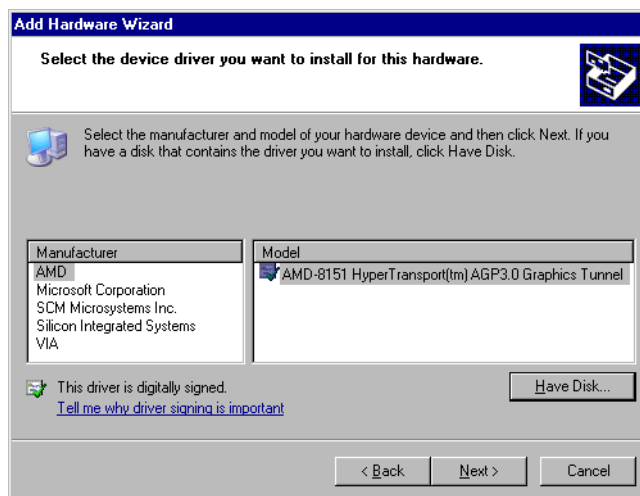 Add Hardware Wizard
Select the device driver you want to install for this hardware.
Select the manufacturer and model of your hardware device and then click Next. If you
have a disk that contains the driver you want to install, click Have Disk.
Manufacturer
AMD
Microsoft Corporation
SCM Microsystems Inc.
Silicon Integrated Systems
VIA
Model
AMD-8151 HyperTransport(tm) AGP3.0 Graphics Tunnel
This driver is digitally signed.
Tell me why driver signing is important
Have Disk...
< Back
Next >
Cancel